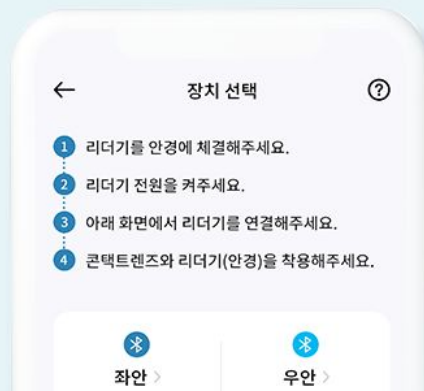 장치 선택
1 리더기를 안경에 체결해주세요.
2 리더기 전원을 켜주세요.
3 아래 화면에서 리더기를 연결해주세요.
4 콘택트렌즈와 리더기(안경)을 착용해주세요.
좌안 우안